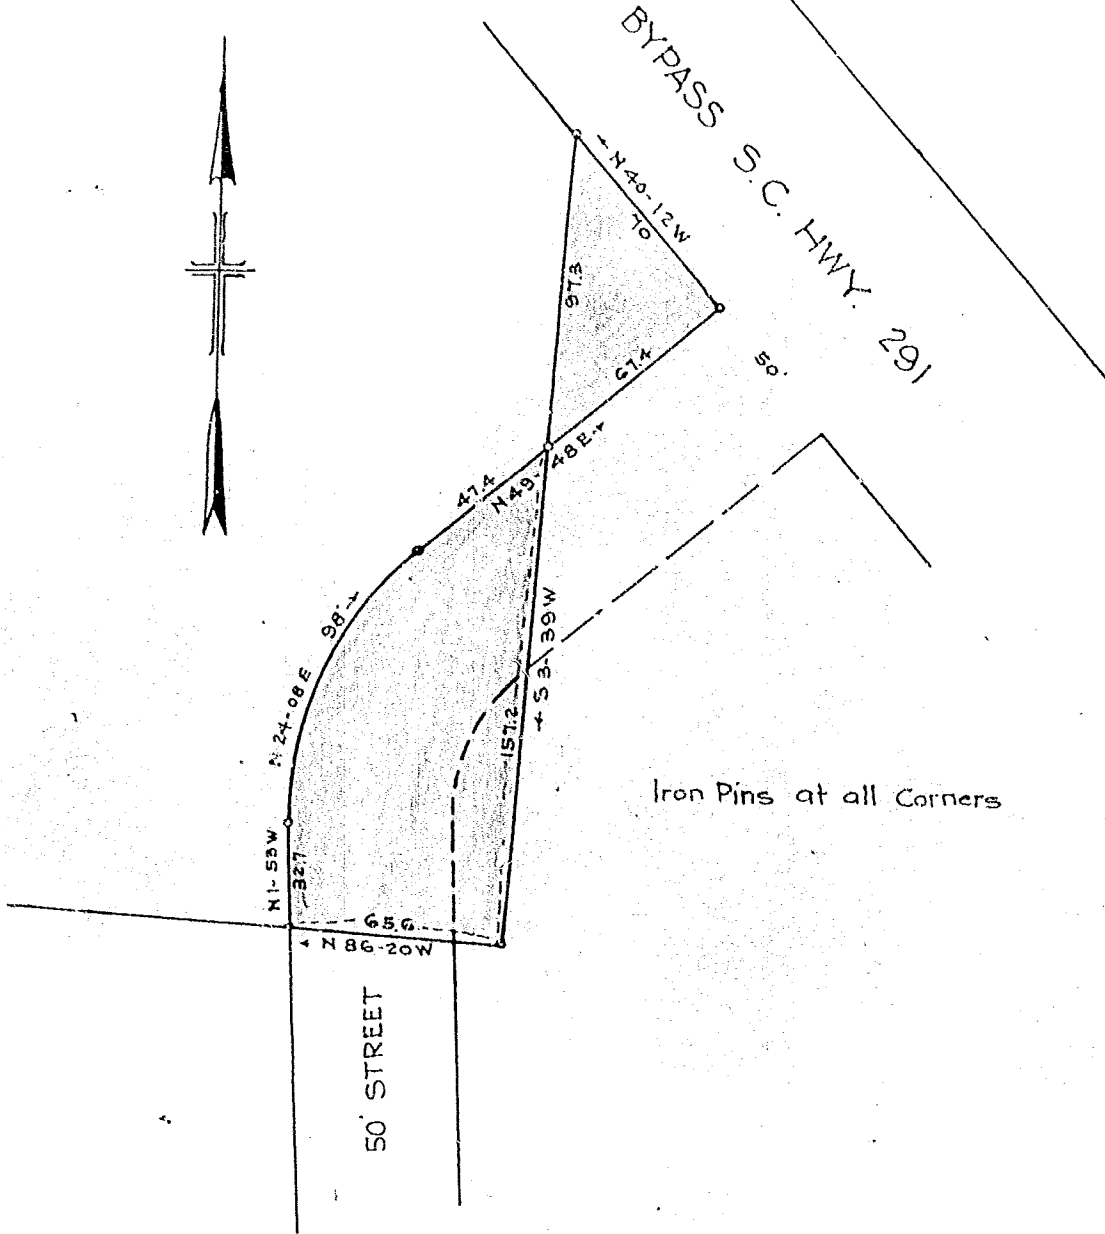 BYPASS S.C. HWY. 291
N 40-12 W
70
97.3
67.4
50'
47.4
N 49-48 E
98'
N 24-08 E
S 3-39 W
157.2
Iron Pins at all Corners
N 1-53 W
32.7
65.6
N 86-20 W
50' STREET